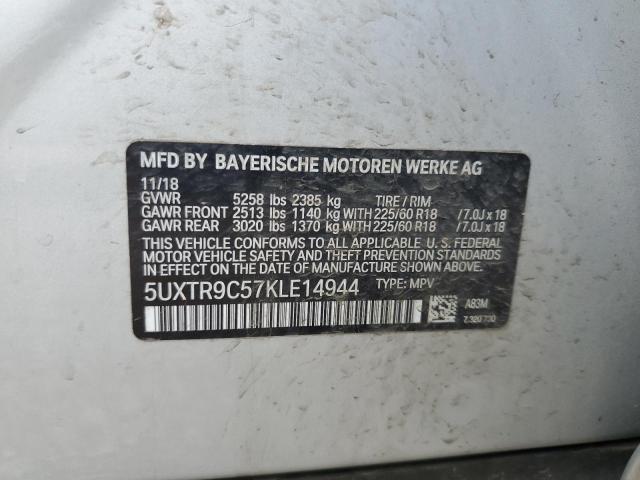 MFD BY BAYERISCHE MOTOREN WERKE AG
11/18
GVWR 5258 lbs 2385 kg TIRE / RIM
GAWR FRONT 2513 lbs 1140 kg WITH 225/60 R18 / 7.0J x 18
GAWR REAR 3020 lbs 1370 kg WITH 225/60 R18 / 7.0J x 18
THIS VEHICLE CONFORMS TO ALL APPLICABLE U. S. FEDERAL
MOTOR VEHICLE SAFETY AND THEFT PREVENTION STANDARDS
IN EFFECT ON THE DATE OF MANUFACTURE SHOWN ABOVE.
5UXTR9C57KLE14944 TYPE: MPV
A83M